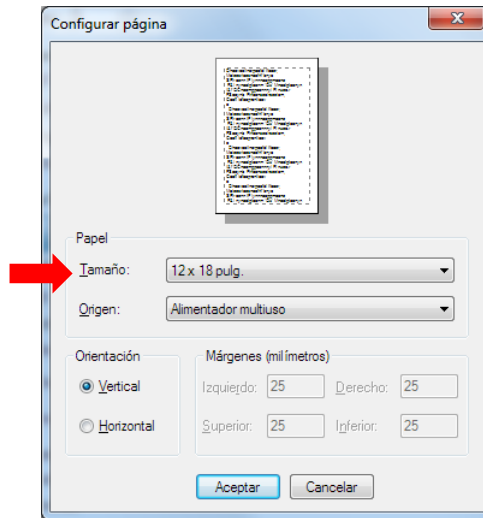 Configurar página
Papel
Tamaño: 12 x 18 pulg.
Origen: Alimentador multiuso
Orientación
Vertical
Horizontal
Márgenes (milímetros)
Izquierdo: 25 Derecho: 25
Superior: 25 Inferior: 25
Aceptar Cancelar